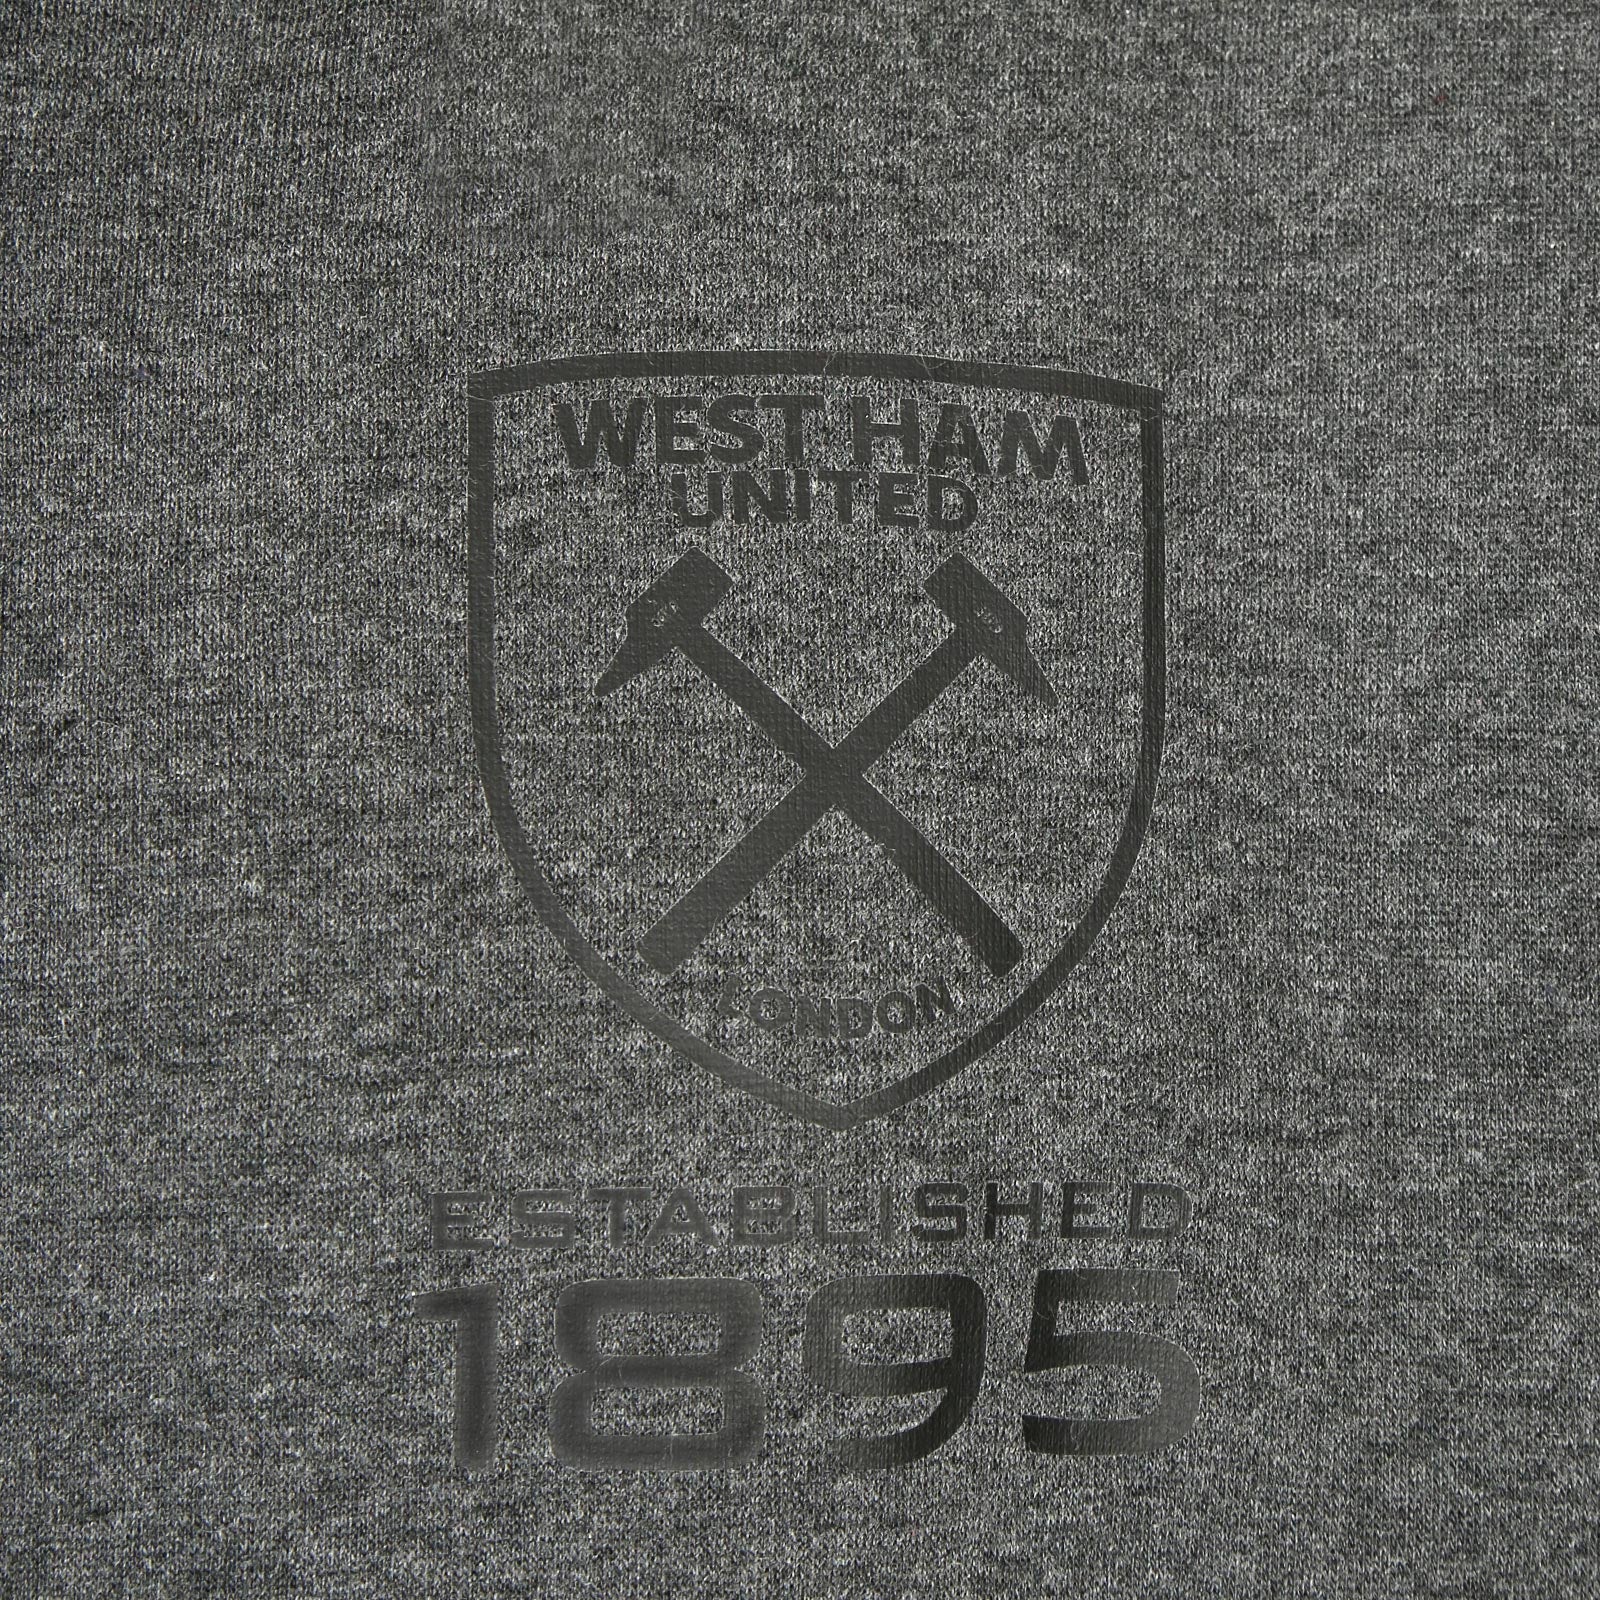 WEST HAM
UNITED
LONDON
ESTABLISHED
1895